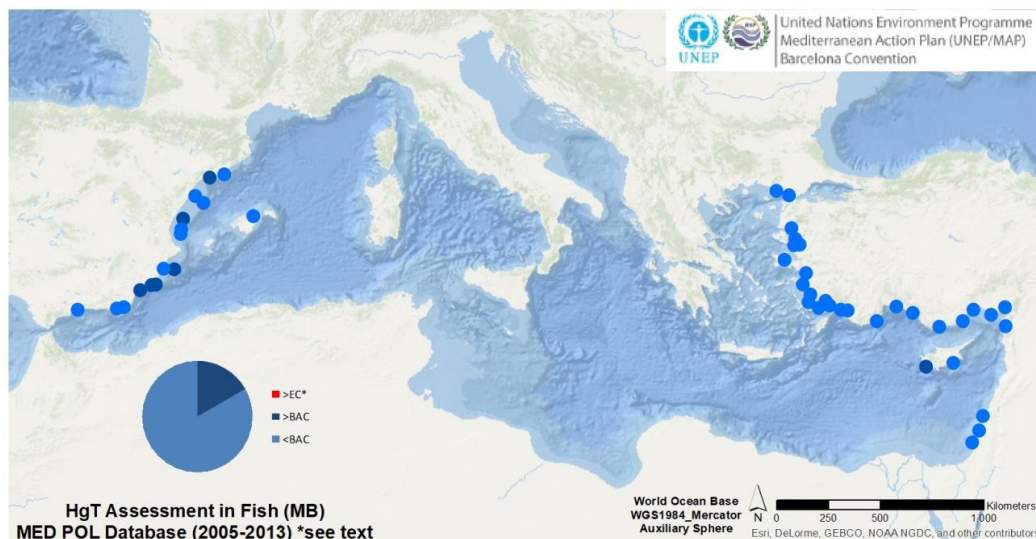 United Nations Environment Programme
Mediterranean Action Plan (UNEP/MAP)
Barcelona Convention
UNEP
MAP
>EC*
>BAC
<BAC
HgT Assessment in Fish (MB)
MED POL Database (2005-2013) *see text
World Ocean Base
WGS1984_Mercator
Auxiliary Sphere
N
Kilometers
0 250 500 1.000
Esri, DeLorme, GEBCO, NOAA NGDC, and other contributors